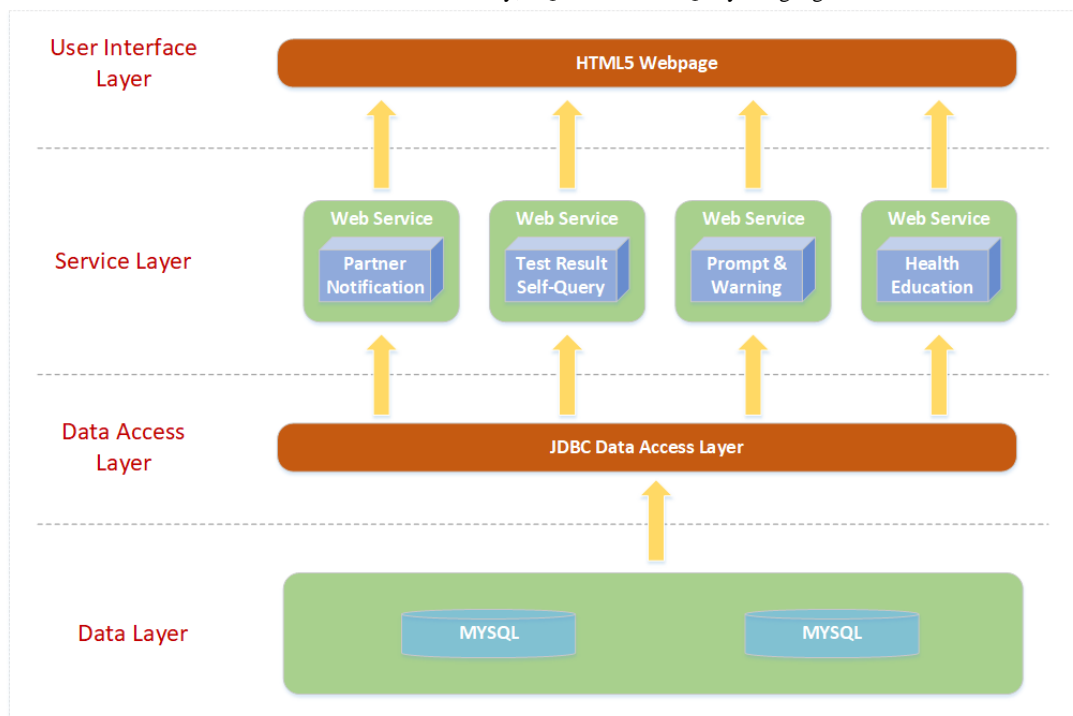 User Interface
Layer
HTML5 Webpage
Service Layer
Web Service
Partner
Notification
Web Service
Test Result
Self-Query
Web Service
Prompt &
Warning
Web Service
Health
Education
Data Access
Layer
JDBC Data Access Layer
Data Layer
MYSQL
MYSQL